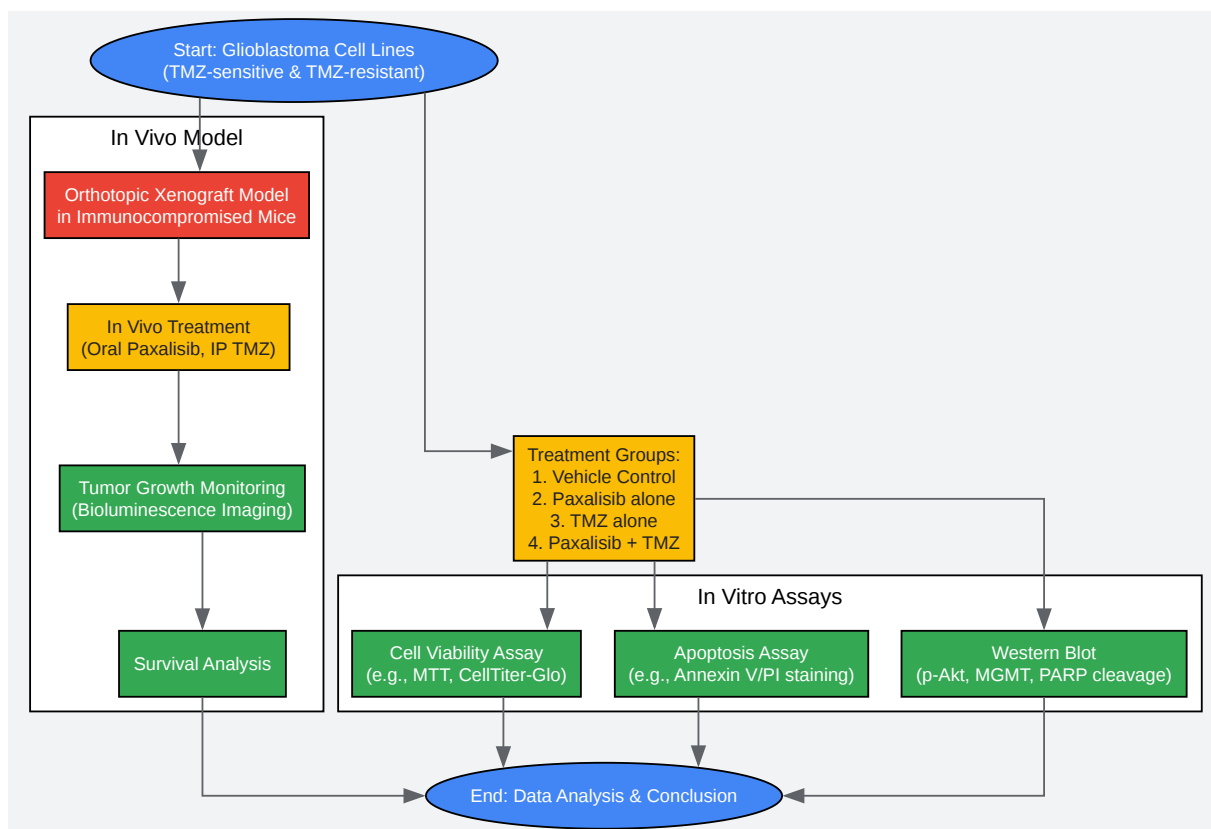 Start: Glioblastoma Cell Lines
(TMZ-sensitive & TMZ-resistant)
In Vivo Model
Orthotopic Xenograft Model
in Immunocompromised Mice
In Vivo Treatment
(Oral Paxalisib, IP TMZ)
Tumor Growth Monitoring
(Bioluminescence Imaging)
Survival Analysis
Treatment Groups:
1. Vehicle Control
2. Paxalisib alone
3. TMZ alone
4. Paxalisib + TMZ
In Vitro Assays
Cell Viability Assay
(e.g., MTT, CellTiter-Glo)
Apoptosis Assay
(e.g., Annexin V/PI staining)
Western Blot
(p-Akt, MGMT, PARP cleavage)
End: Data Analysis & Conclusion